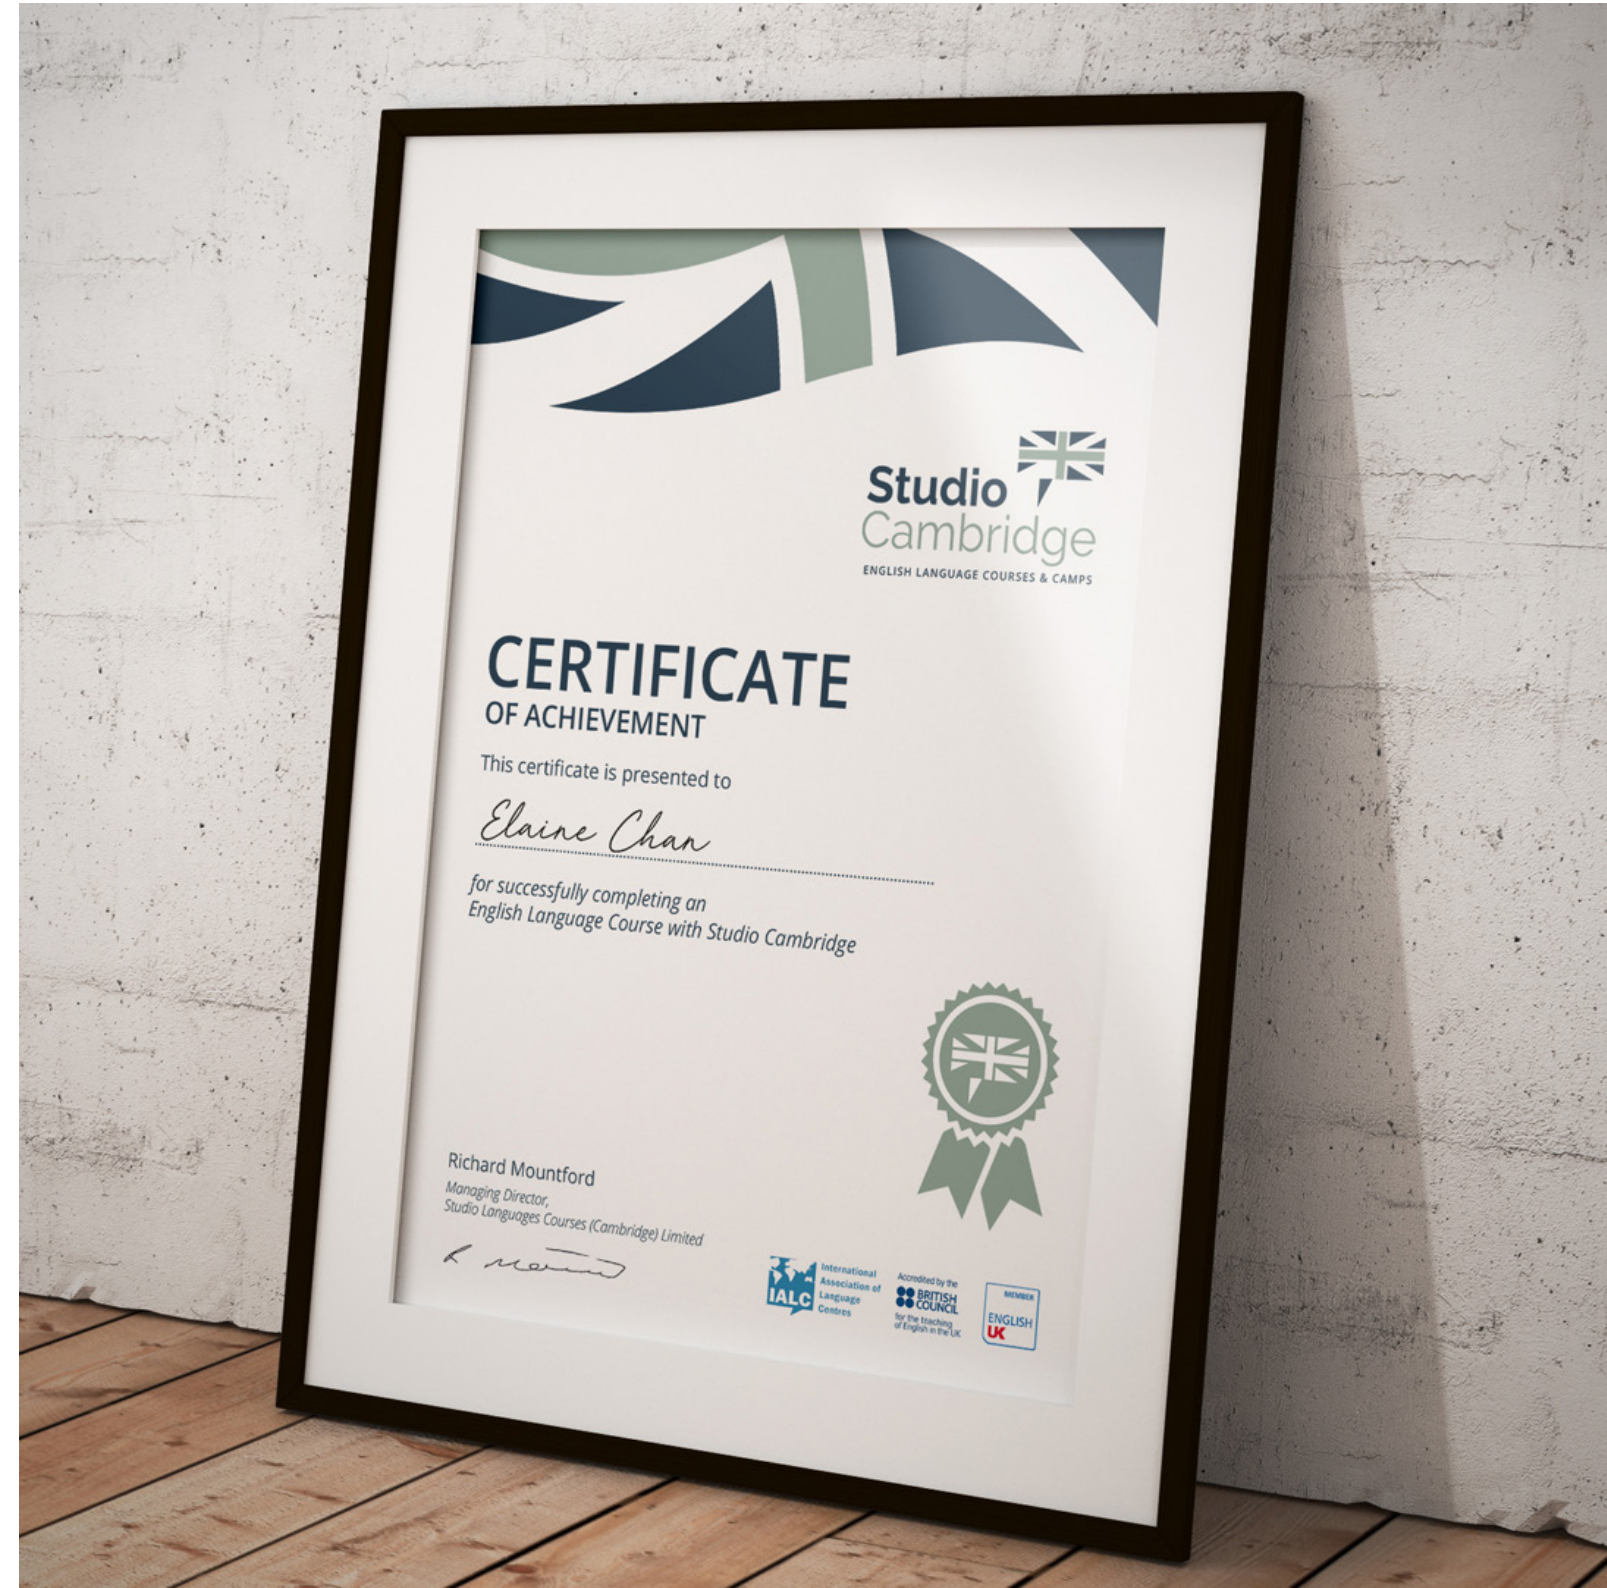 Studio
Cambridge
ENGLISH LANGUAGE COURSES & CAMPS
CERTIFICATE
OF ACHIEVEMENT
This certificate is presented to
Elaine Chan
for successfully completing an
English Language Course with Studio Cambridge
Richard Mountford
Managing Director,
Studio Languages Courses (Cambridge) Limited
IALC
International
Association of
Language
Centres
Accredited by the
BRITISH
COUNCIL
for the teaching
of English in the UK
MEMBER
ENGLISH
UK